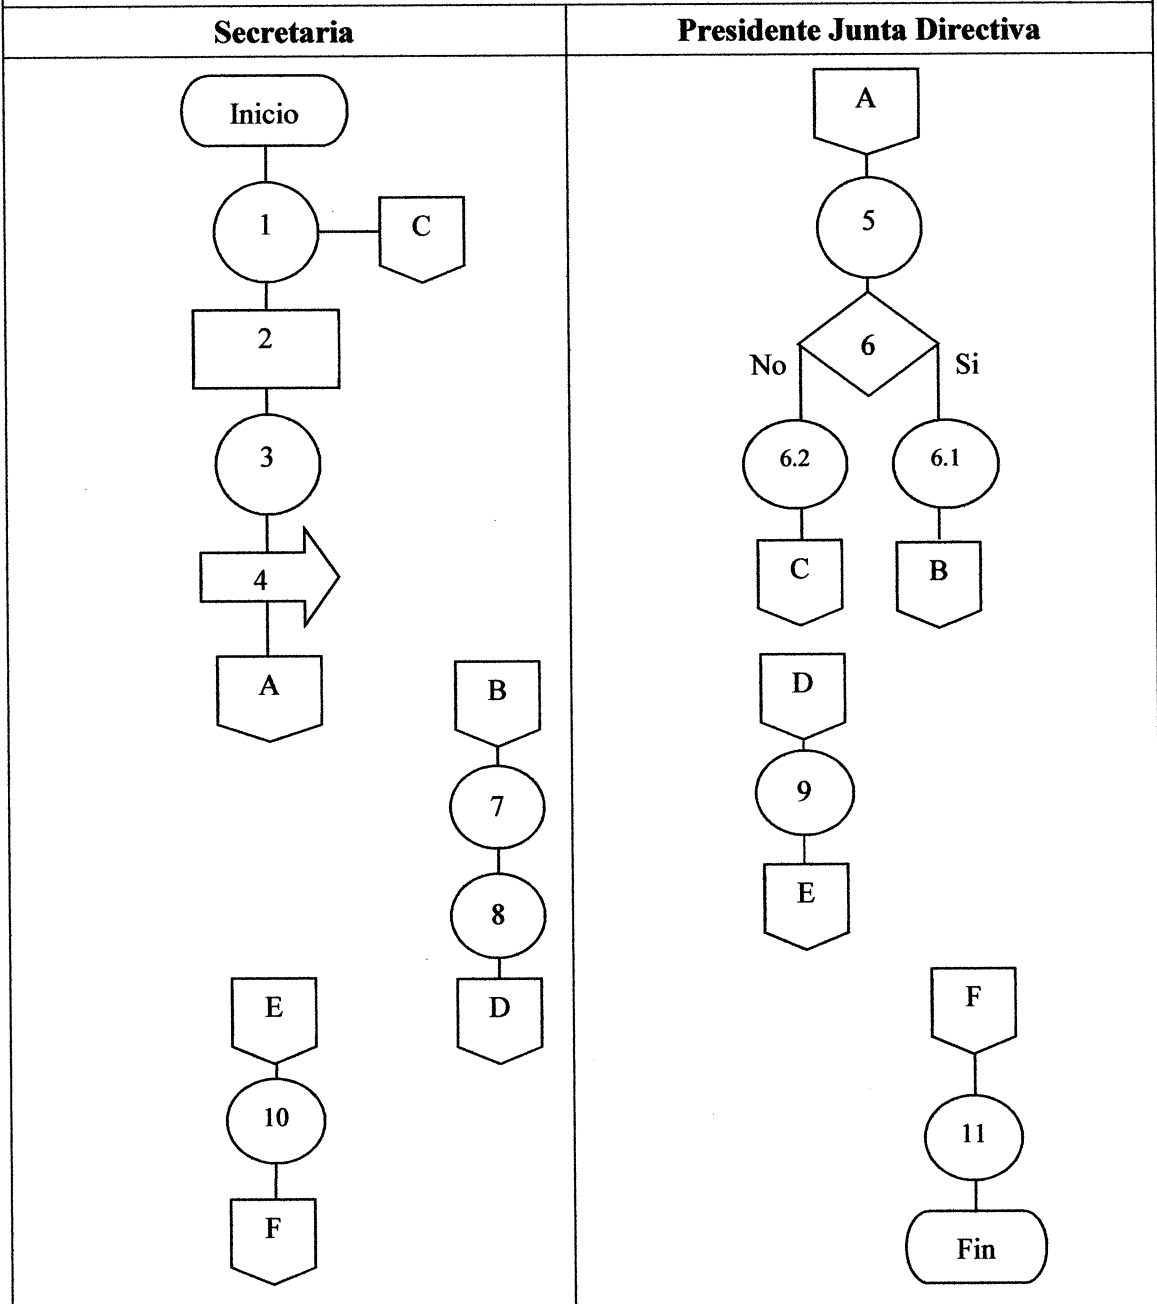 Secretaria
Presidente Junta Directiva
Inicio
1
C
2
3
4
A
B
7
8
D
E
10
F
A
5
6
No
Si
6.2
6.1
C
B
D
9
E
F
11
Fin